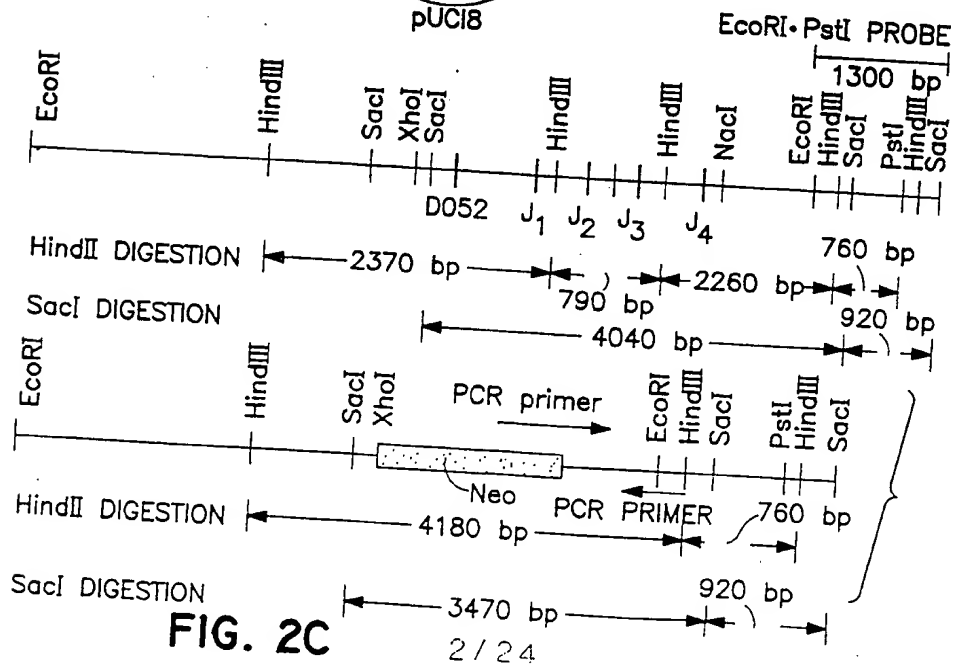 pUC18
EcoRI·PstI PROBE
1300 bp
EcoRI
HindIII
SacI
XhoI
SacI
HindIII
HindIII
NacI
EcoRI
HindIII
SacI
PstI
HindIII
SacI
DO52
J1
J2
J3
J4
HindII DIGESTION
2370 bp
790 bp
2260 bp
760 bp
SacI DIGESTION
4040 bp
920 bp
EcoRI
HindIII
SacI
XhoI
PCR primer
EcoRI
HindIII
SacI
PstI
HindIII
SacI
Neo
PCR PRIMER
HindII DIGESTION
4180 bp
760 bp
SacI DIGESTION
3470 bp
920 bp
FIG. 2C
2/24